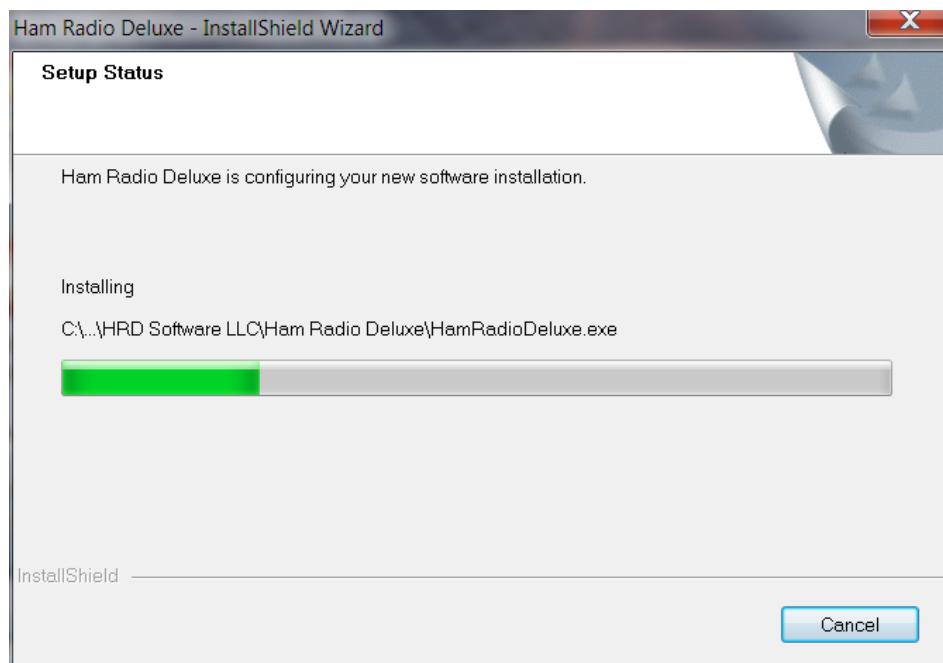 Ham Radio Deluxe - InstallShield Wizard
Setup Status
Ham Radio Deluxe is configuring your new software installation.
Installing
C:\...\HRD Software LLC\Ham Radio Deluxe\HamRadioDeluxe.exe
InstallShield
Cancel